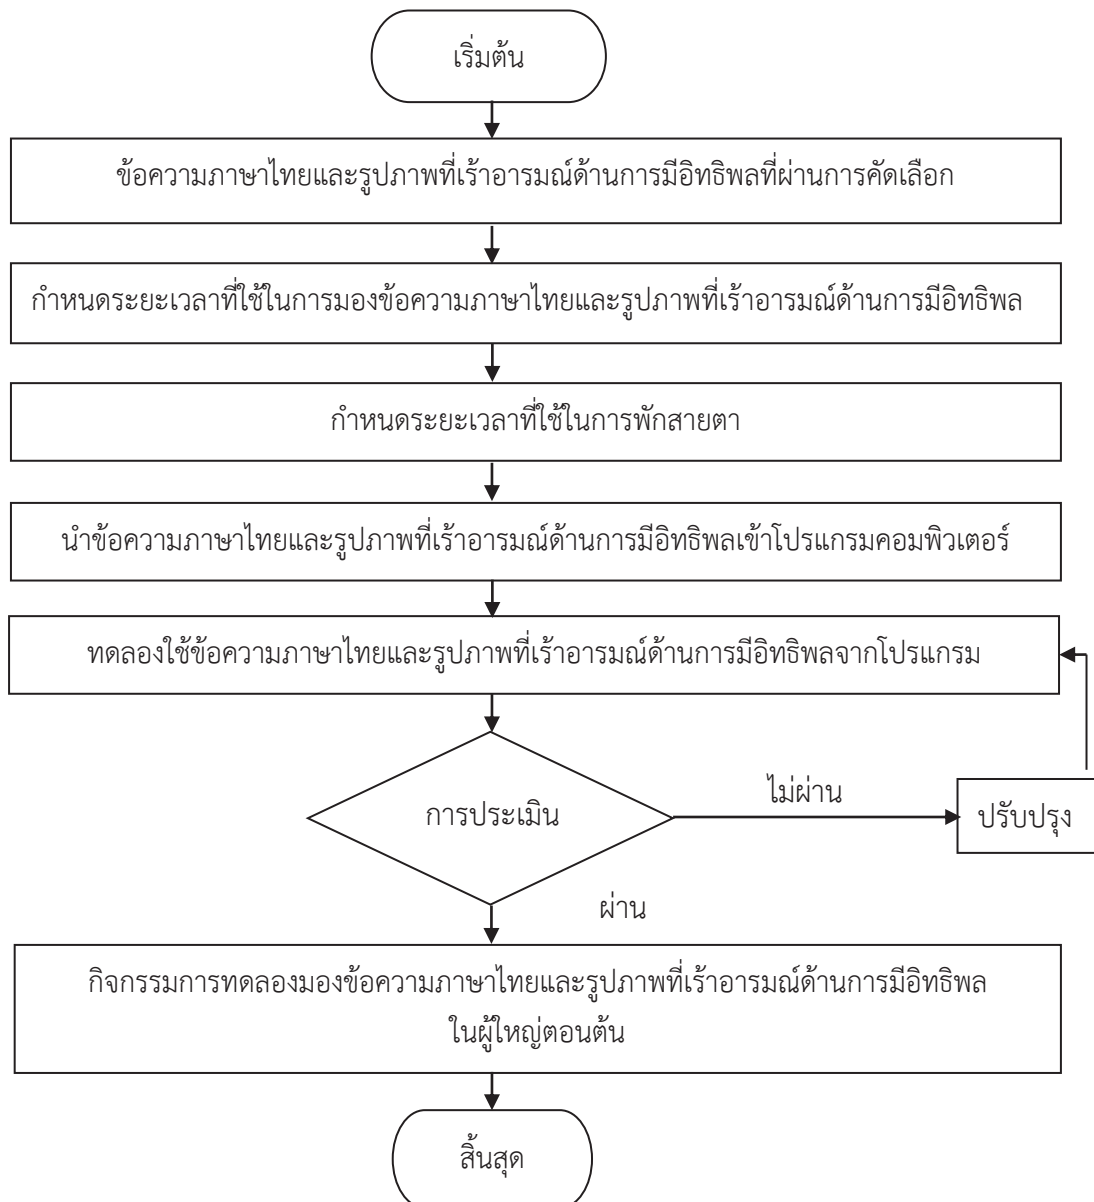 เริ่มต้น
ข้อความภาษาไทยและรูปภาพที่เร้าอารมณ์ด้านการมีอิทธิพลที่ผ่านการคัดเลือก
กำหนดระยะเวลาที่ใช้ในการมองข้อความภาษาไทยและรูปภาพที่เร้าอารมณ์ด้านการมีอิทธิพล
กำหนดระยะเวลาที่ใช้ในการพักสายตา
นำข้อความภาษาไทยและรูปภาพที่เร้าอารมณ์ด้านการมีอิทธิพลเข้าโปรแกรมคอมพิวเตอร์
ทดลองใช้ข้อความภาษาไทยและรูปภาพที่เร้าอารมณ์ด้านการมีอิทธิพลจากโปรแกรม
ไม่ผ่าน
การประเมิน
ปรับปรุง
ผ่าน
กิจกรรมการทดลองมองข้อความภาษาไทยและรูปภาพที่เร้าอารมณ์ด้านการมีอิทธิพล
ในผู้ใหญ่ตอนต้น
สิ้นสุด